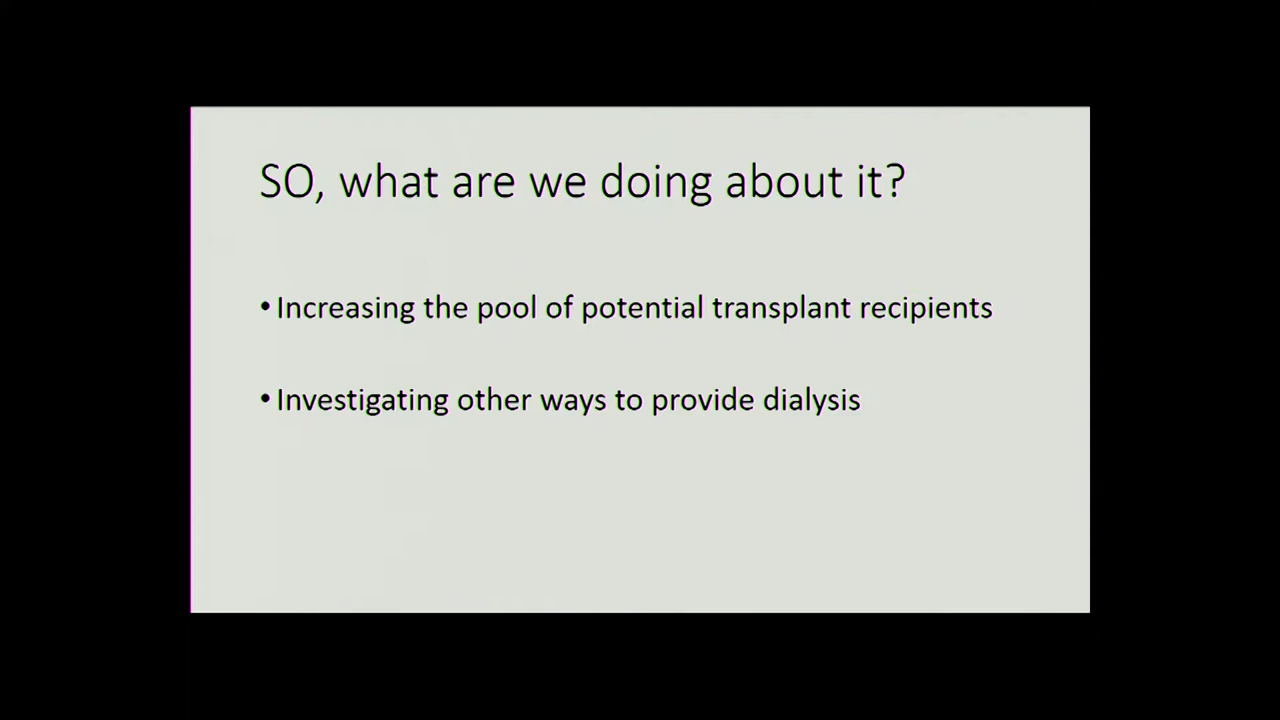 SO, what are we doing about it?
• Increasing the pool of potential transplant recipients
• Investigating other ways to provide dialysis